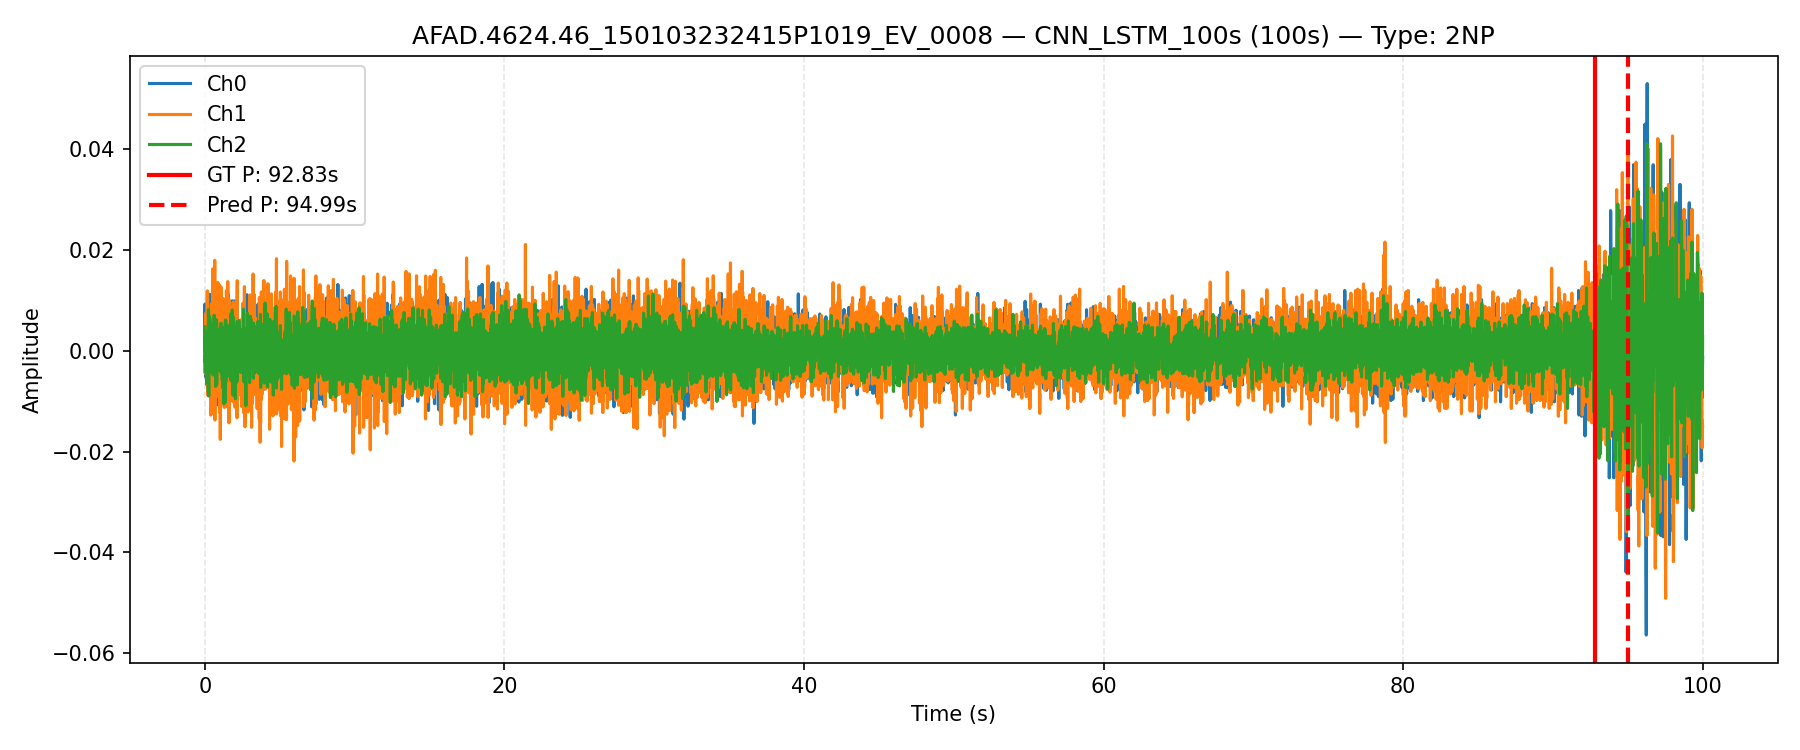 AFAD.4624.46_150103232415P1019_EV_0008 — CNN_LSTM_100s (100s) — Type: 2NP
Ch0
Ch1
Ch2
GT P: 92.83s
Pred P: 94.99s
Amplitude
0.04
0.02
0.00
−0.02
−0.04
−0.06
0 20 40 60 80 100
Time (s)